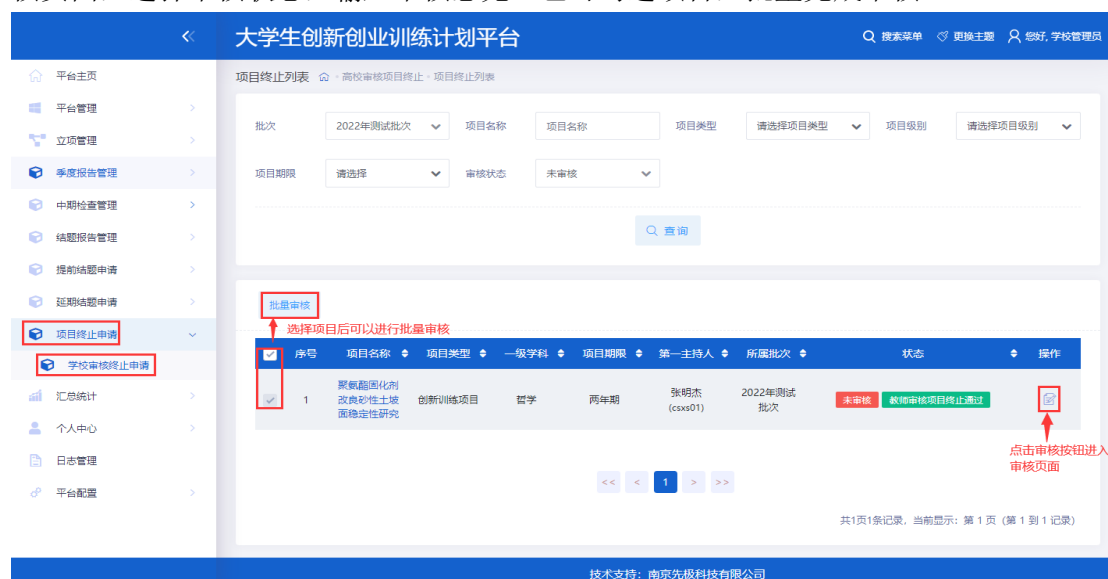 大学生创新创业训练计划平台
搜索菜单 更换主题 您好, 学校管理员
平台主页
平台管理
立项管理
季度报告管理
中期检查管理
结题报告管理
提前结题申请
延期结题申请
项目终止申请
学校审核终止申请
汇总统计
个人中心
日志管理
平台配置
项目终止列表 - 高校审核项目终止 - 项目终止列表
批次 2022年测试批次 项目名称 项目名称 项目类型 请选择项目类型 项目级别 请选择项目级别
项目期限 请选择 审核状态 未审核
查询
批量审核
选择项目后可以进行批量审核
序号 项目名称 项目类型 一级学科 项目期限 第一主持人 所属批次 状态 操作
1 聚氨酯固化剂改良砂性土坡面稳定性研究 创新训练项目 哲学 两年期 张明杰 (csxs01) 2022年测试批次 未审核 教师审核项目终止通过
点击审核按钮进入
审核页面
<< < 1 > >>
共1页1条记录, 当前显示: 第 1 页 (第 1 到 1 记录)
技术支持: 南京先极科技有限公司